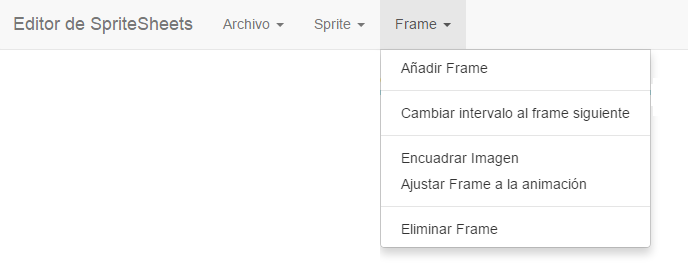 Editor de SpriteSheets Archivo Sprite Frame
Añadir Frame
Cambiar intervalo al frame siguiente
Encuadrar Imagen
Ajustar Frame a la animación
Eliminar Frame